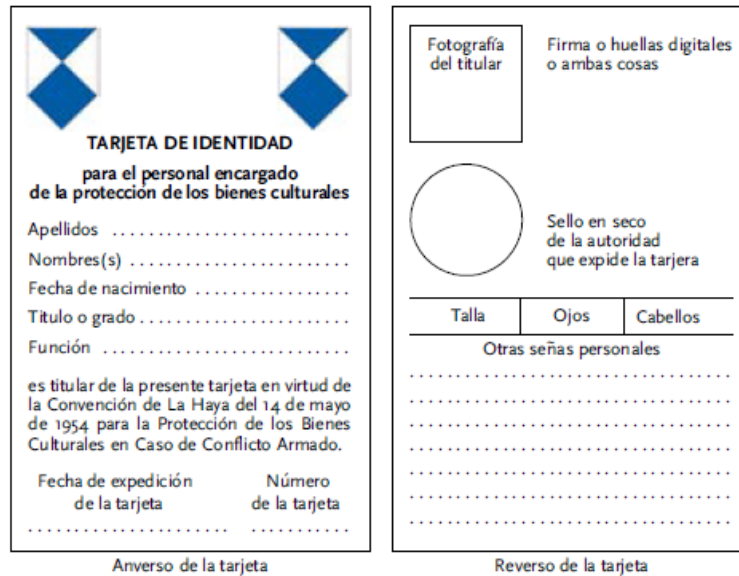 TARJETA DE IDENTIDAD
para el personal encargado
de la protección de los bienes culturales
Apellidos ..........................
Nombres(s) ........................
Fecha de nacimiento .................
Título o grado .......................
Función ...........................
es titular de la presente tarjeta en virtud de
la Convención de La Haya del 14 de mayo
de 1954 para la Protección de los Bienes
Culturales en Caso de Conflicto Armado.
Fecha de expedición
de la tarjeta
......................
Número
de la tarjeta
...........
Anverso de la tarjeta
Fotografía
del titular
Firma o huellas digitales
o ambas cosas
Sello en seco
de la autoridad
que expide la tarjera
Talla Ojos Cabellos
Otras señas personales
...................................
...................................
...................................
...................................
...................................
...................................
...................................
Reverso de la tarjeta